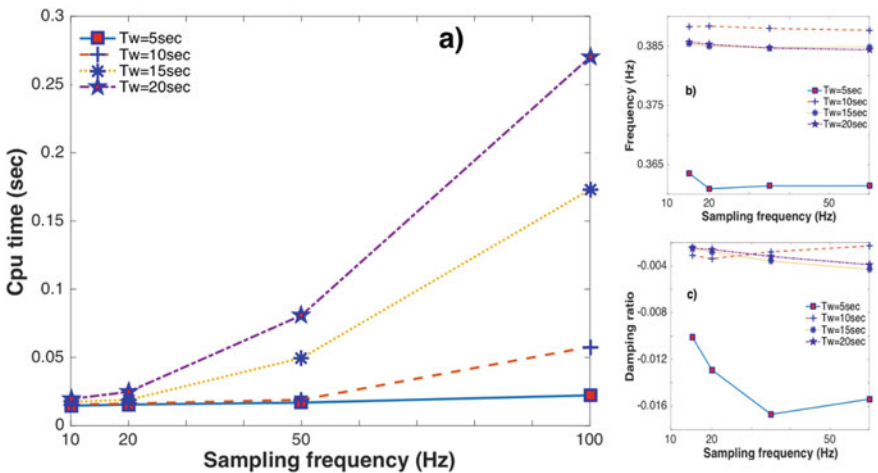 a)
Tw=5sec
Tw=10sec
Tw=15sec
Tw=20sec
0.3
0.25
0.2
0.15
0.1
0.05
0
Cpu time (sec)
10 20 50 100
Sampling frequency (Hz)
b)
0.385
0.375
0.365
Frequency (Hz)
Tw=5sec
Tw=10sec
Tw=15sec
Tw=20sec
10 20 50
Sampling frequency (Hz)
c)
-0.004
-0.008
-0.012
-0.016
Damping ratio
Tw=5sec
Tw=10sec
Tw=15sec
Tw=20sec
10 20 50
Sampling frequency (Hz)